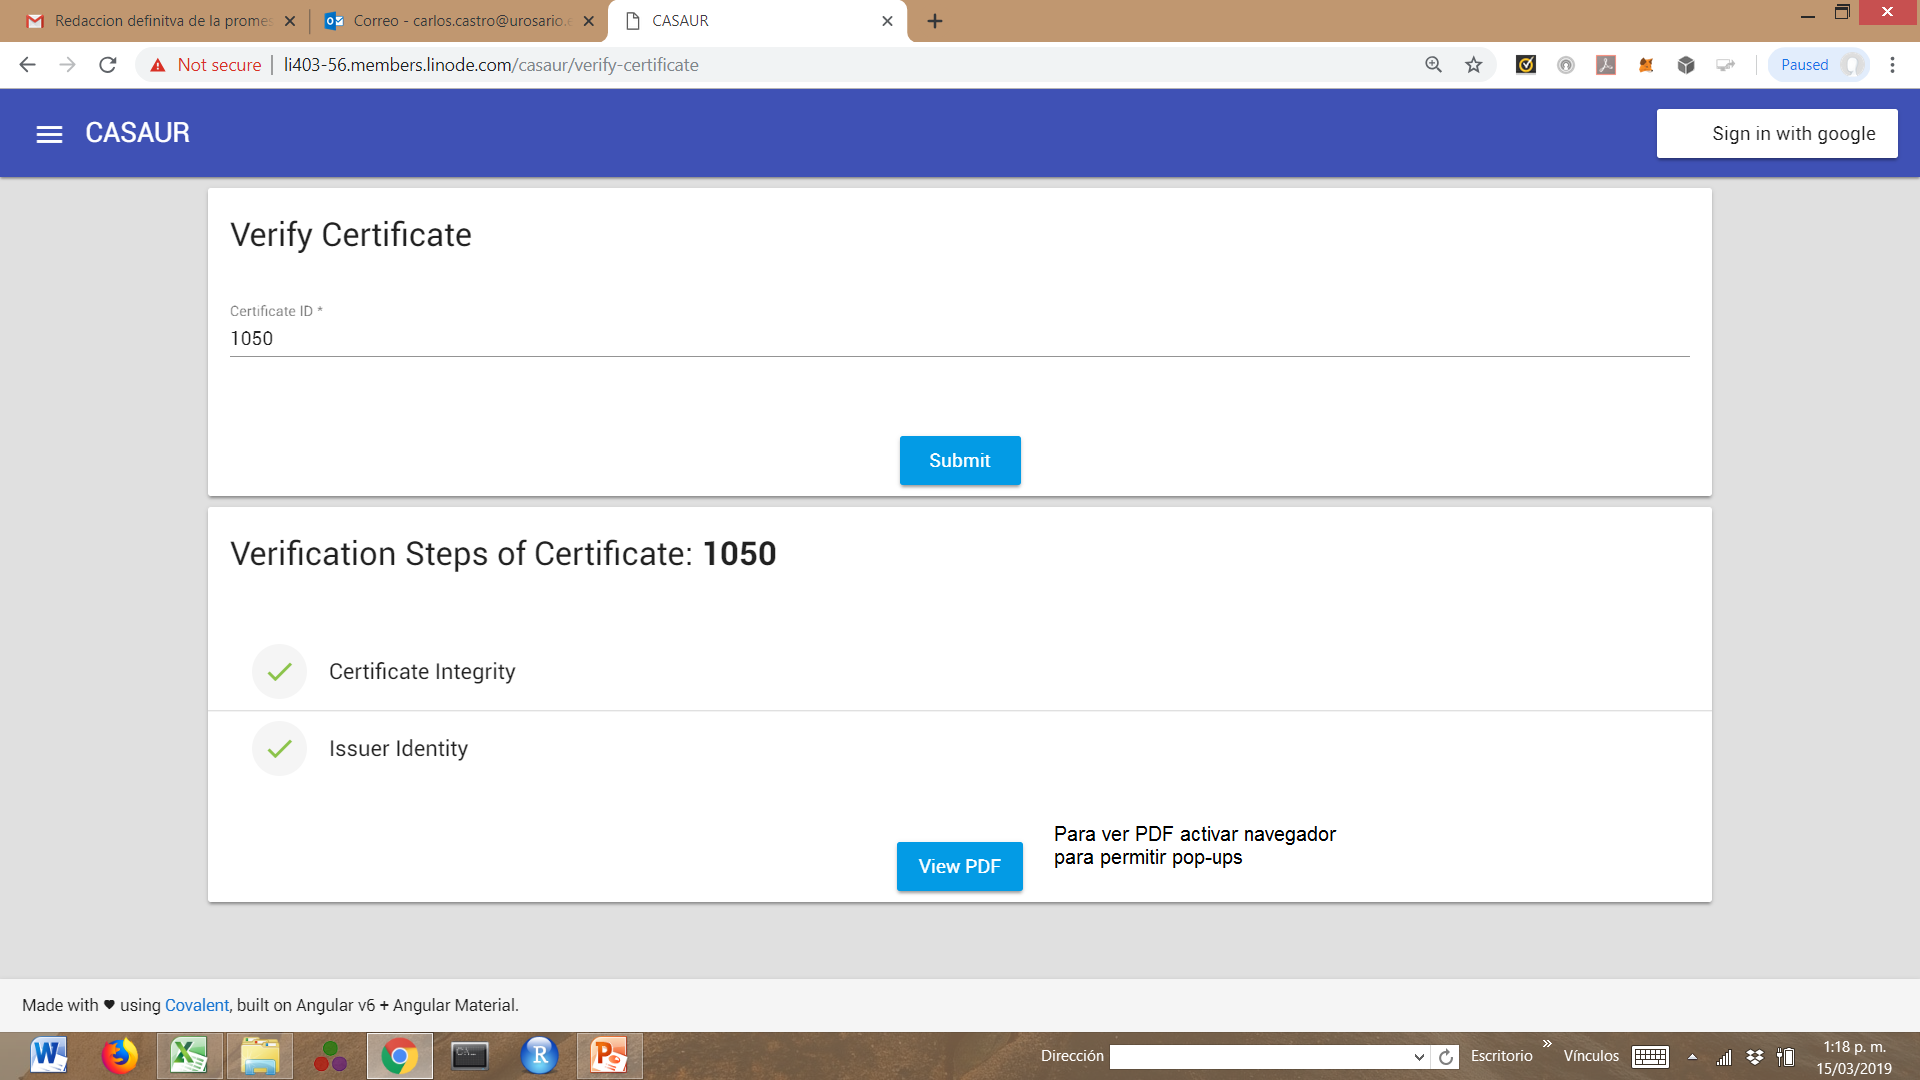 Redaccion definitva de la promes
Correo - carlos.castro@urosario.e
CASAUR
Not secure
li403-56.members.linode.com/casaur/verify-certificate
Paused
CASAUR
Sign in with google
Verify Certificate
Certificate ID *
1050
Submit
Verification Steps of Certificate: 1050
Certificate Integrity
Issuer Identity
View PDF
Para ver PDF activar navegador
para permitir pop-ups
Made with ♥ using Covalent, built on Angular v6 + Angular Material.
Dirección
Escritorio
»
Vínculos
1:18 p. m.
15/03/2019